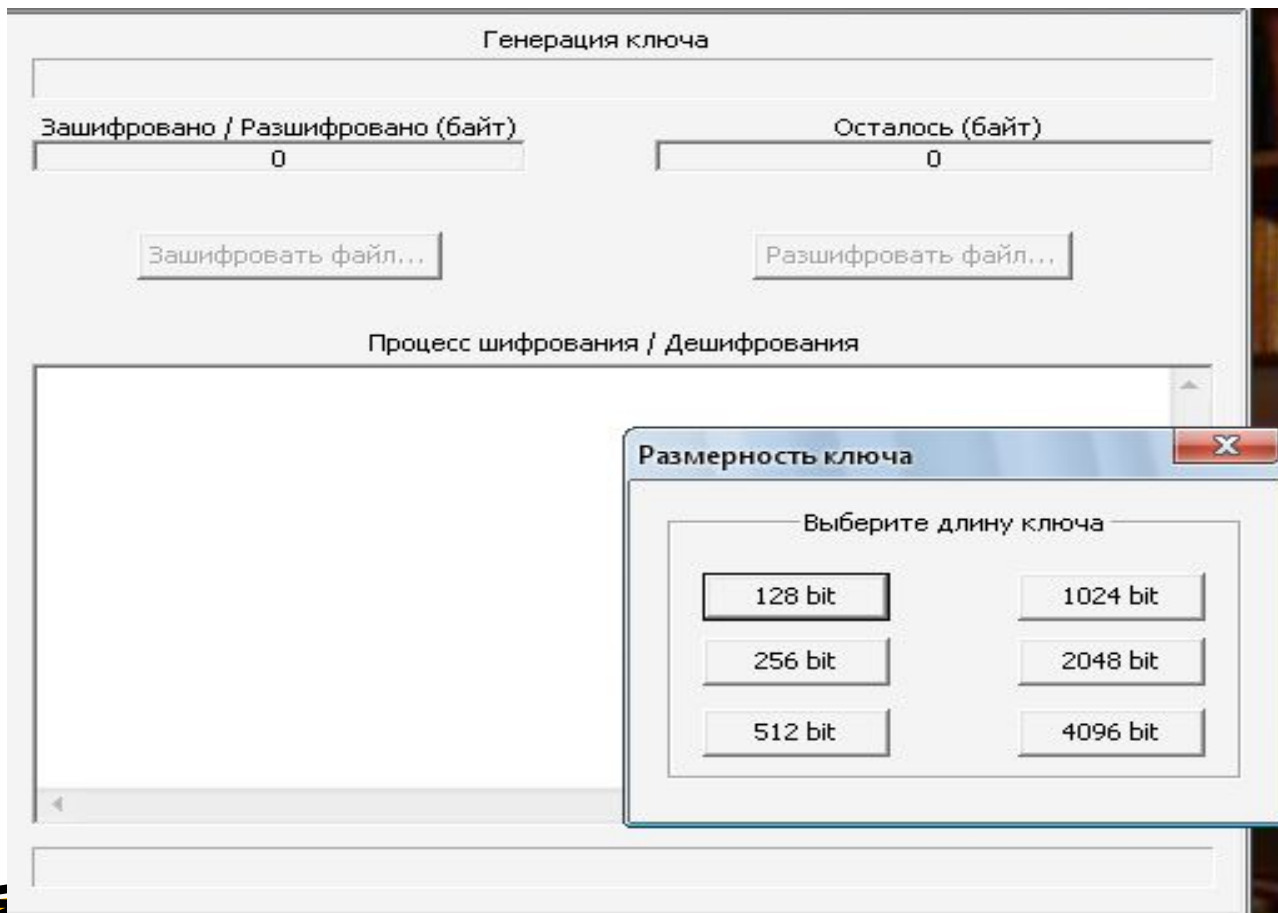 Генерация ключа
Зашифровано / Разшифровано (байт)
Осталось (байт)
0
0
Зашифровать файл...
Разшифровать файл...
Процесс шифрования / Дешифрования
Размерность ключа
Выберите длину ключа
128 bit
1024 bit
256 bit
2048 bit
512 bit
4096 bit